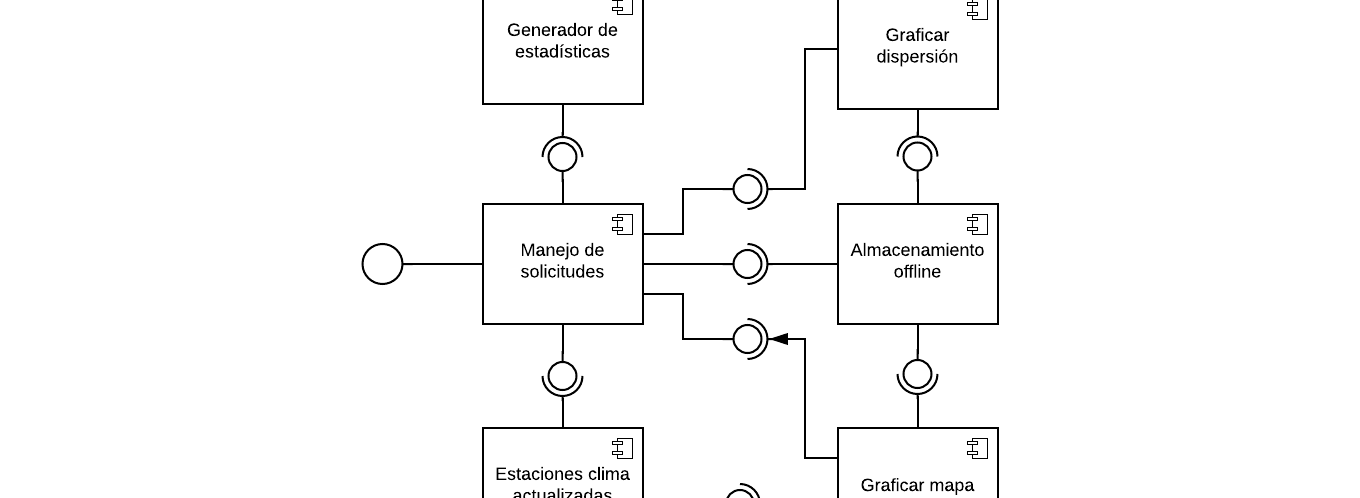 Generador de
estadísticas
Graficar
dispersión
Manejo de
solicitudes
Almacenamiento
offline
Estaciones clima
actualizadas
Graficar mapa